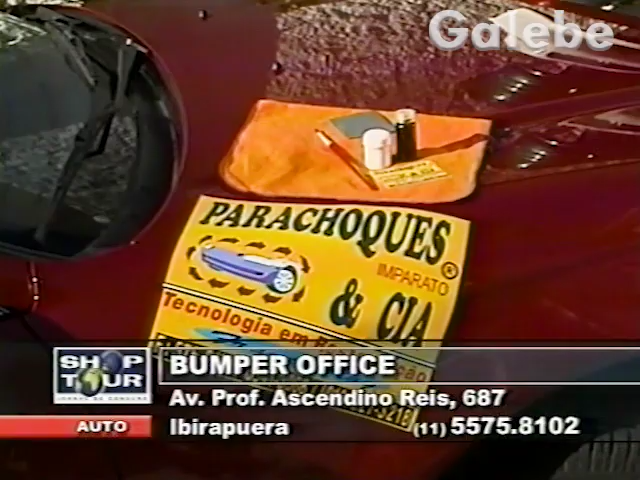 Galebe
PARACHOQUES
IMPARATO ®
& CIA
Tecnologia em
SHOP TOUR
BUMPER OFFICE
Av. Prof. Ascendino Reis, 687
AUTO
Ibirapuera (11) 5575.8102